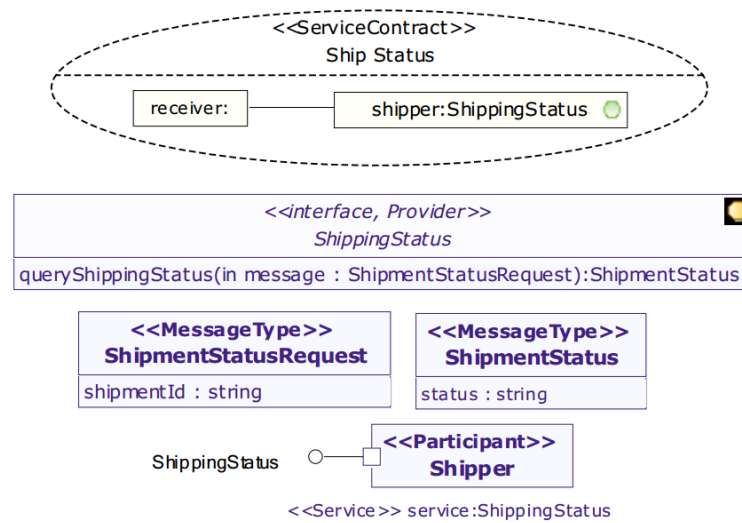 <<ServiceContract>>
Ship Status
receiver:
shipper:ShippingStatus
<<interface, Provider>>
ShippingStatus
queryShippingStatus(in message : ShipmentStatusRequest):ShipmentStatus
<<MessageType>>
ShipmentStatusRequest
shipmentId : string
<<MessageType>>
ShipmentStatus
status : string
ShippingStatus
<<Participant>>
Shipper
<<Service>> service:ShippingStatus